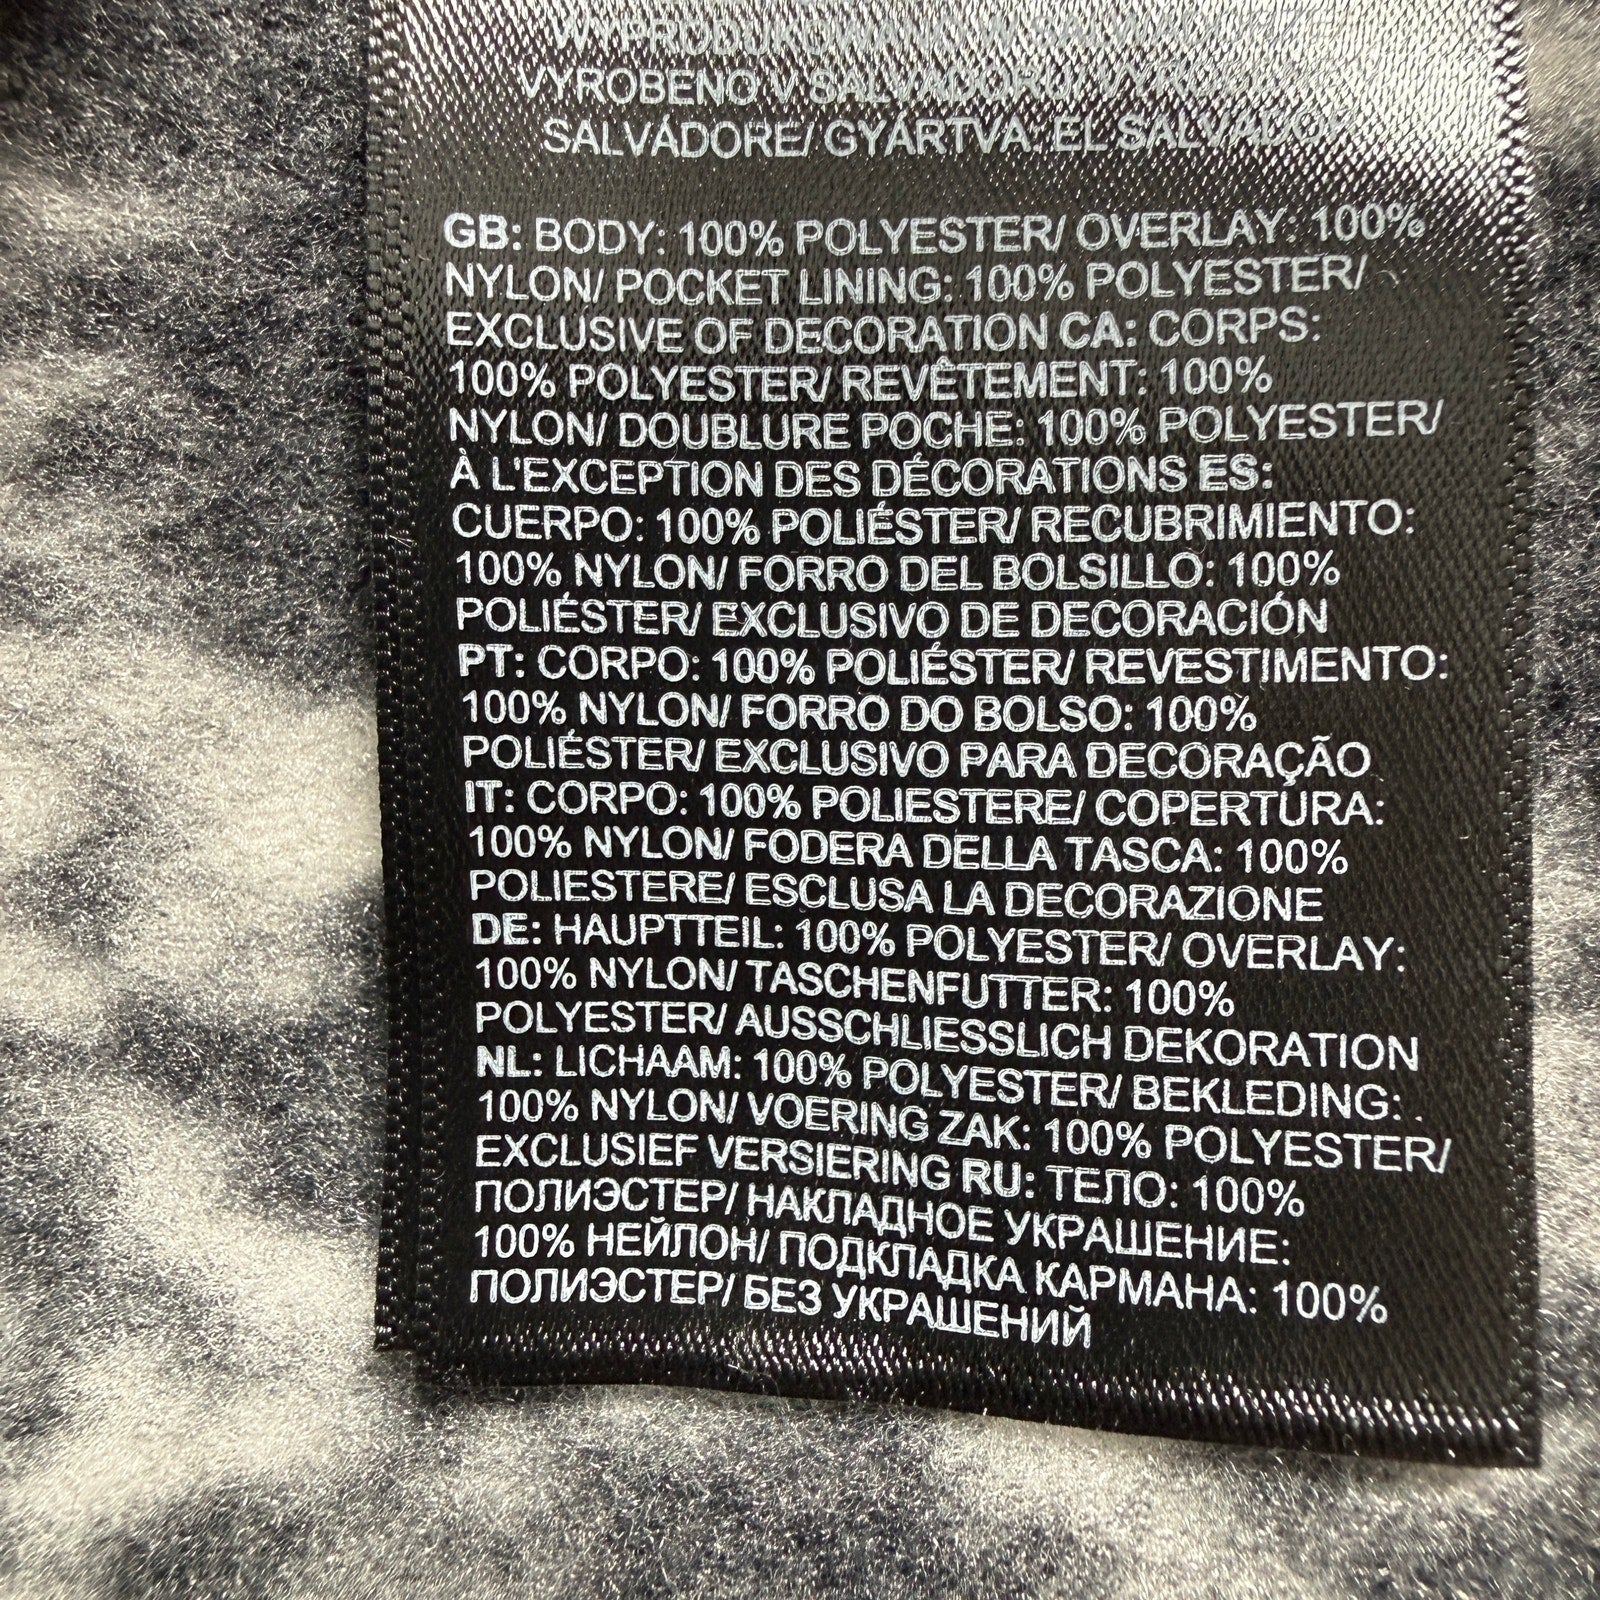 WYPRODUKOWANO W
VYROBENO V SALVADORU/
SALVÁDORE/ GYÁRTVA: EL SALVADOR
GB: BODY: 100% POLYESTER/ OVERLAY: 100%
NYLON/ POCKET LINING: 100% POLYESTER/
EXCLUSIVE OF DECORATION CA: CORPS:
100% POLYESTER/ REVÊTEMENT: 100%
NYLON/ DOUBLURE POCHE: 100% POLYESTER/
À L'EXCEPTION DES DÉCORATIONS ES:
CUERPO: 100% POLIÉSTER/ RECUBRIMIENTO:
100% NYLON/ FORRO DEL BOLSILLO: 100%
POLIÉSTER/ EXCLUSIVO DE DECORACIÓN
PT: CORPO: 100% POLIÉSTER/ REVESTIMENTO:
100% NYLON/ FORRO DO BOLSO: 100%
POLIÉSTER/ EXCLUSIVO PARA DECORAÇÃO
IT: CORPO: 100% POLIESTERE/ COPERTURA:
100% NYLON/ FODERA DELLA TASCA: 100%
POLIESTERE/ ESCLUSA LA DECORAZIONE
DE: HAUPTTEIL: 100% POLYESTER/ OVERLAY:
100% NYLON/ TASCHENFUTTER: 100%
POLYESTER/ AUSSCHLIESSLICH DEKORATION
NL: LICHAAM: 100% POLYESTER/ BEKLEDING:
100% NYLON/ VOERING ZAK: 100% POLYESTER/
EXCLUSIEF VERSIERING RU: ТЕЛО: 100%
ПОЛИЭСТЕР/ НАКЛАДНОЕ УКРАШЕНИЕ:
100% НЕЙЛОН/ ПОДКЛАДКА КАРМАНА: 100%
ПОЛИЭСТЕР/ БЕЗ УКРАШЕНИЙ